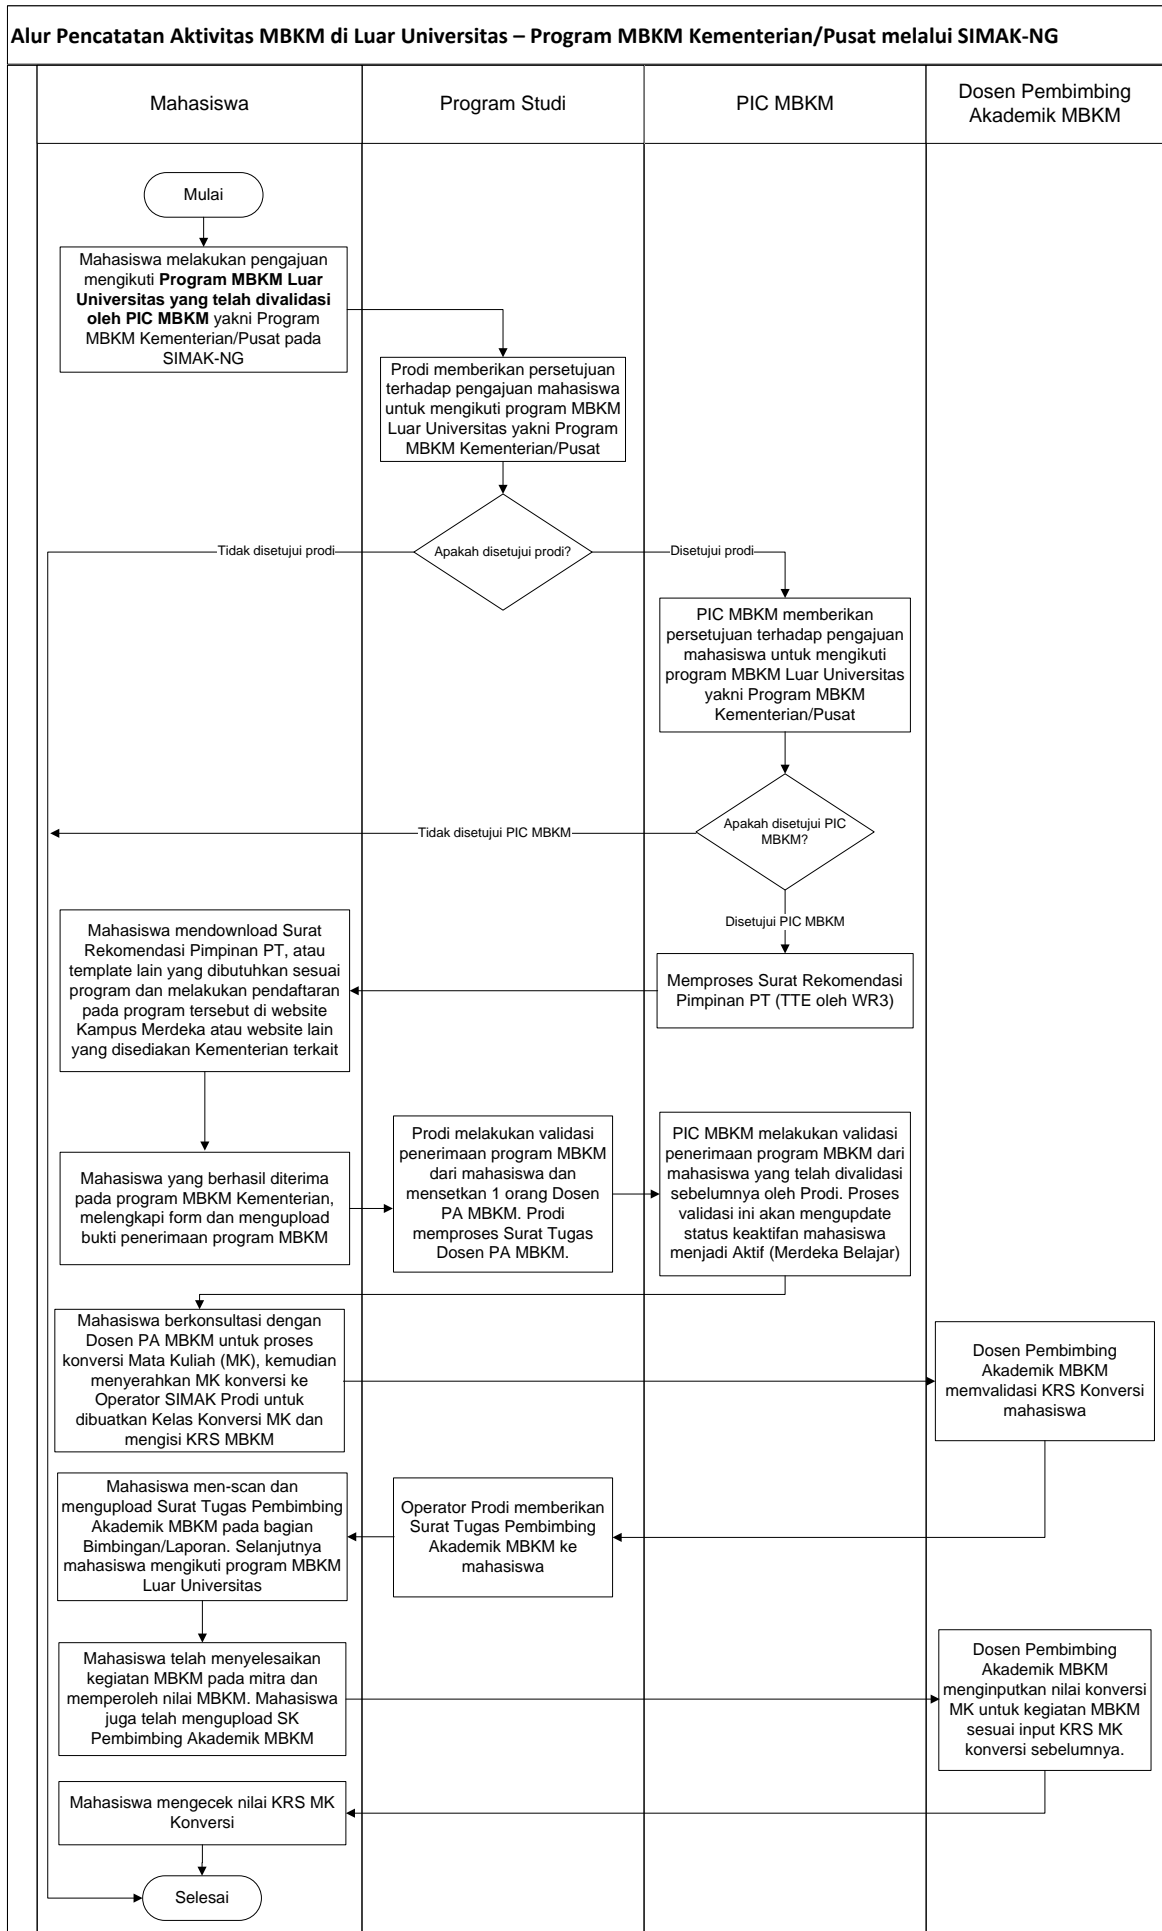 Alur Pencatatan Aktivitas MBKM di Luar Universitas – Program MBKM Kementerian/Pusat melalui SIMAK-NG
Mahasiswa
Program Studi
PIC MBKM
Dosen Pembimbing
Akademik MBKM
Mulai
Mahasiswa melakukan pengajuan
mengikuti Program MBKM Luar
Universitas yang telah divalidasi
oleh PIC MBKM yakni Program
MBKM Kementerian/Pusat pada
SIMAK-NG
Prodi memberikan persetujuan
terhadap pengajuan mahasiswa
untuk mengikuti program MBKM
Luar Universitas yakni Program
MBKM Kementerian/Pusat
Tidak disetujui prodi
Apakah disetujui prodi?
Disetujui prodi
PIC MBKM memberikan
persetujuan terhadap pengajuan
mahasiswa untuk mengikuti
program MBKM Luar Universitas
yakni Program MBKM
Kementerian/Pusat
Tidak disetujui PIC MBKM
Apakah disetujui PIC
MBKM?
Disetujui PIC MBKM
Memproses Surat Rekomendasi
Pimpinan PT (TTE oleh WR3)
Mahasiswa mendownload Surat
Rekomendasi Pimpinan PT, atau
template lain yang dibutuhkan sesuai
program dan melakukan pendaftaran
pada program tersebut di website
Kampus Merdeka atau website lain
yang disediakan Kementerian terkait
Mahasiswa yang berhasil diterima
pada program MBKM Kementerian,
melengkapi form dan mengupload
bukti penerimaan program MBKM
Prodi melakukan validasi
penerimaan program MBKM
dari mahasiswa dan
mensetkan 1 orang Dosen
PA MBKM. Prodi
memproses Surat Tugas
Dosen PA MBKM.
PIC MBKM melakukan validasi
penerimaan program MBKM dari
mahasiswa yang telah divalidasi
sebelumnya oleh Prodi. Proses
validasi ini akan mengupdate
status keaktifan mahasiswa
menjadi Aktif (Merdeka Belajar)
Mahasiswa berkonsultasi dengan
Dosen PA MBKM untuk proses
konversi Mata Kuliah (MK), kemudian
menyerahkan MK konversi ke
Operator SIMAK Prodi untuk
dibuatkan Kelas Konversi MK dan
mengisi KRS MBKM
Dosen Pembimbing
Akademik MBKM
memvalidasi KRS Konversi
mahasiswa
Operator Prodi memberikan
Surat Tugas Pembimbing
Akademik MBKM ke
mahasiswa
Mahasiswa men-scan dan
mengupload Surat Tugas Pembimbing
Akademik MBKM pada bagian
Bimbingan/Laporan. Selanjutnya
mahasiswa mengikuti program MBKM
Luar Universitas
Mahasiswa telah menyelesaikan
kegiatan MBKM pada mitra dan
memperoleh nilai MBKM. Mahasiswa
juga telah mengupload SK
Pembimbing Akademik MBKM
Dosen Pembimbing
Akademik MBKM
menginputkan nilai konversi
MK untuk kegiatan MBKM
sesuai input KRS MK
konversi sebelumnya.
Mahasiswa mengecek nilai KRS MK
Konversi
Selesai